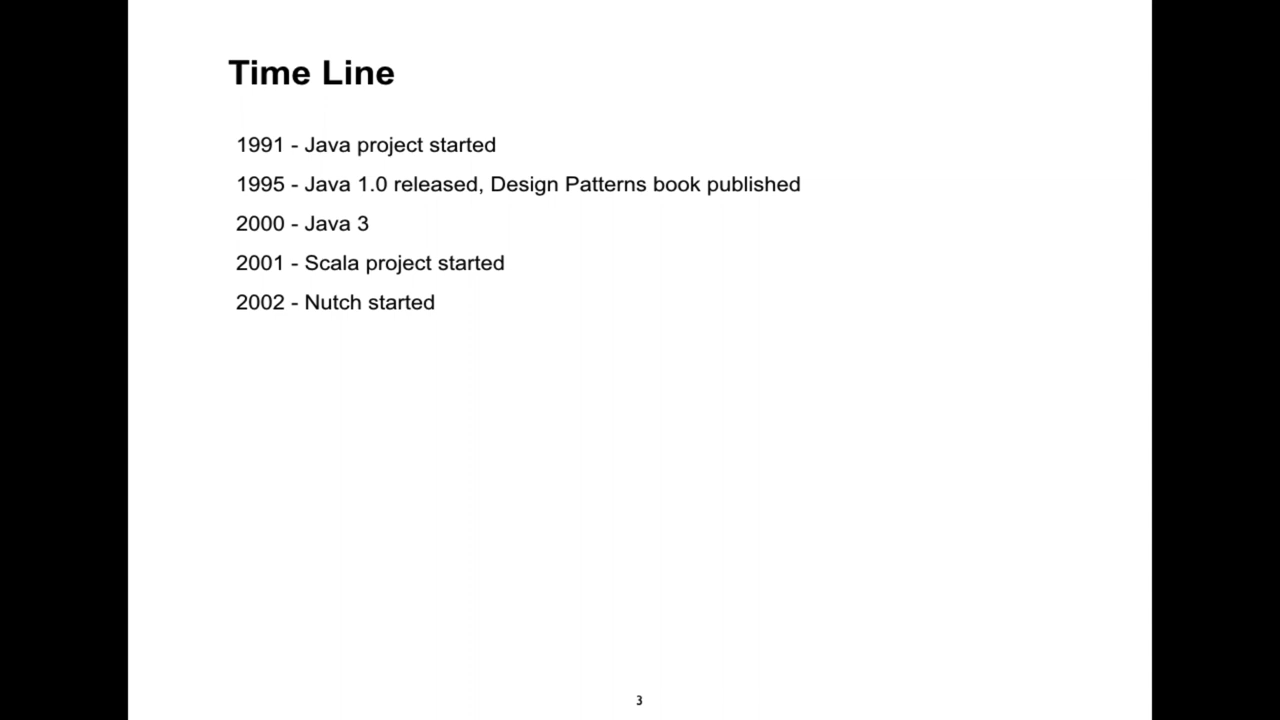 Time Line
1991 - Java project started
1995 - Java 1.0 released, Design Patterns book published
2000 - Java 3
2001 - Scala project started
2002 - Nutch started
3